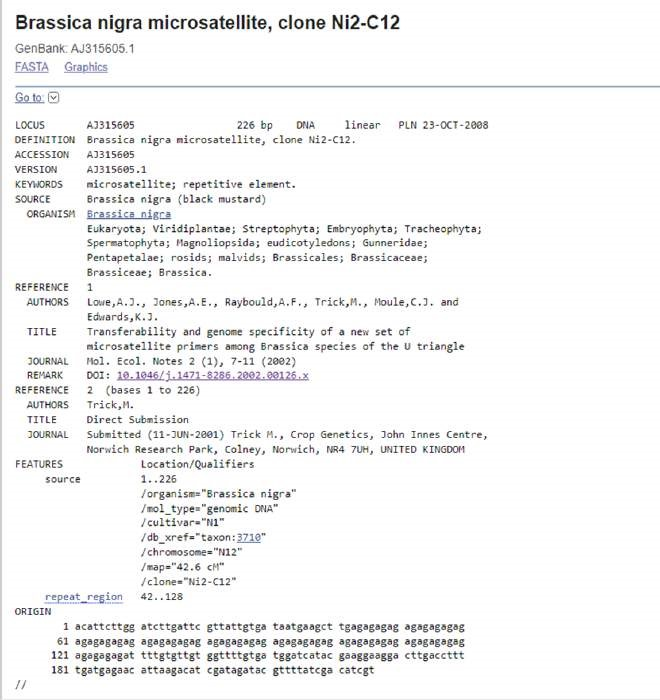 Brassica nigra microsatellite, clone Ni2-C12
GenBank: AJ315605.1
FASTA Graphics
Go to:
LOCUS AJ315605 226 bp DNA linear PLN 23-OCT-2008
DEFINITION Brassica nigra microsatellite, clone Ni2-C12.
ACCESSION AJ315605
VERSION AJ315605.1
KEYWORDS microsatellite; repetitive element.
SOURCE Brassica nigra (black mustard)
ORGANISM Brassica nigra
Eukaryota; Viridiplantae; Streptophyta; Embryophyta; Tracheophyta;
Spermatophyta; Magnoliopsida; eudicotyledons; Gunneridae;
Pentapetalae; rosids; malvids; Brassicales; Brassicaceae;
Brassiceae; Brassica.
REFERENCE 1
AUTHORS Lowe,A.J., Jones,A.E., Raybould,A.F., Trick,M., Moule,C.J. and
Edwards,K.J.
TITLE Transferability and genome specificity of a new set of
microsatellite primers among Brassica species of the U triangle
JOURNAL Mol. Ecol. Notes 2 (1), 7-11 (2002)
REMARK DOI: 10.1046/j.1471-8286.2002.00126.x
REFERENCE 2 (bases 1 to 226)
AUTHORS Trick,M.
TITLE Direct Submission
JOURNAL Submitted (11-JUN-2001) Trick M., Crop Genetics, John Innes Centre,
Norwich Research Park, Colney, Norwich, NR4 7UH, UNITED KINGDOM
FEATURES Location/Qualifiers
source 1..226
/organism="Brassica nigra"
/mol_type="genomic DNA"
/cultivar="N1"
/db_xref="taxon:3710"
/chromosome="N12"
/map="42.6 cM"
/clone="Ni2-C12"
repeat_region 42..128
ORIGIN
1 acattcttgg atcttgattc gttattgtga taatgaagct tgagagagag agagagagag
61 agagagagag agagagagag agagagagag agagagagag agagagagag agagagagag
121 agagagagat tttgtgttgt ggttttgtga tggatcatac gaaggaagga cttgaccttt
181 tgatgagaac attaagacat cgatagatac gttttatcga catcgt
//